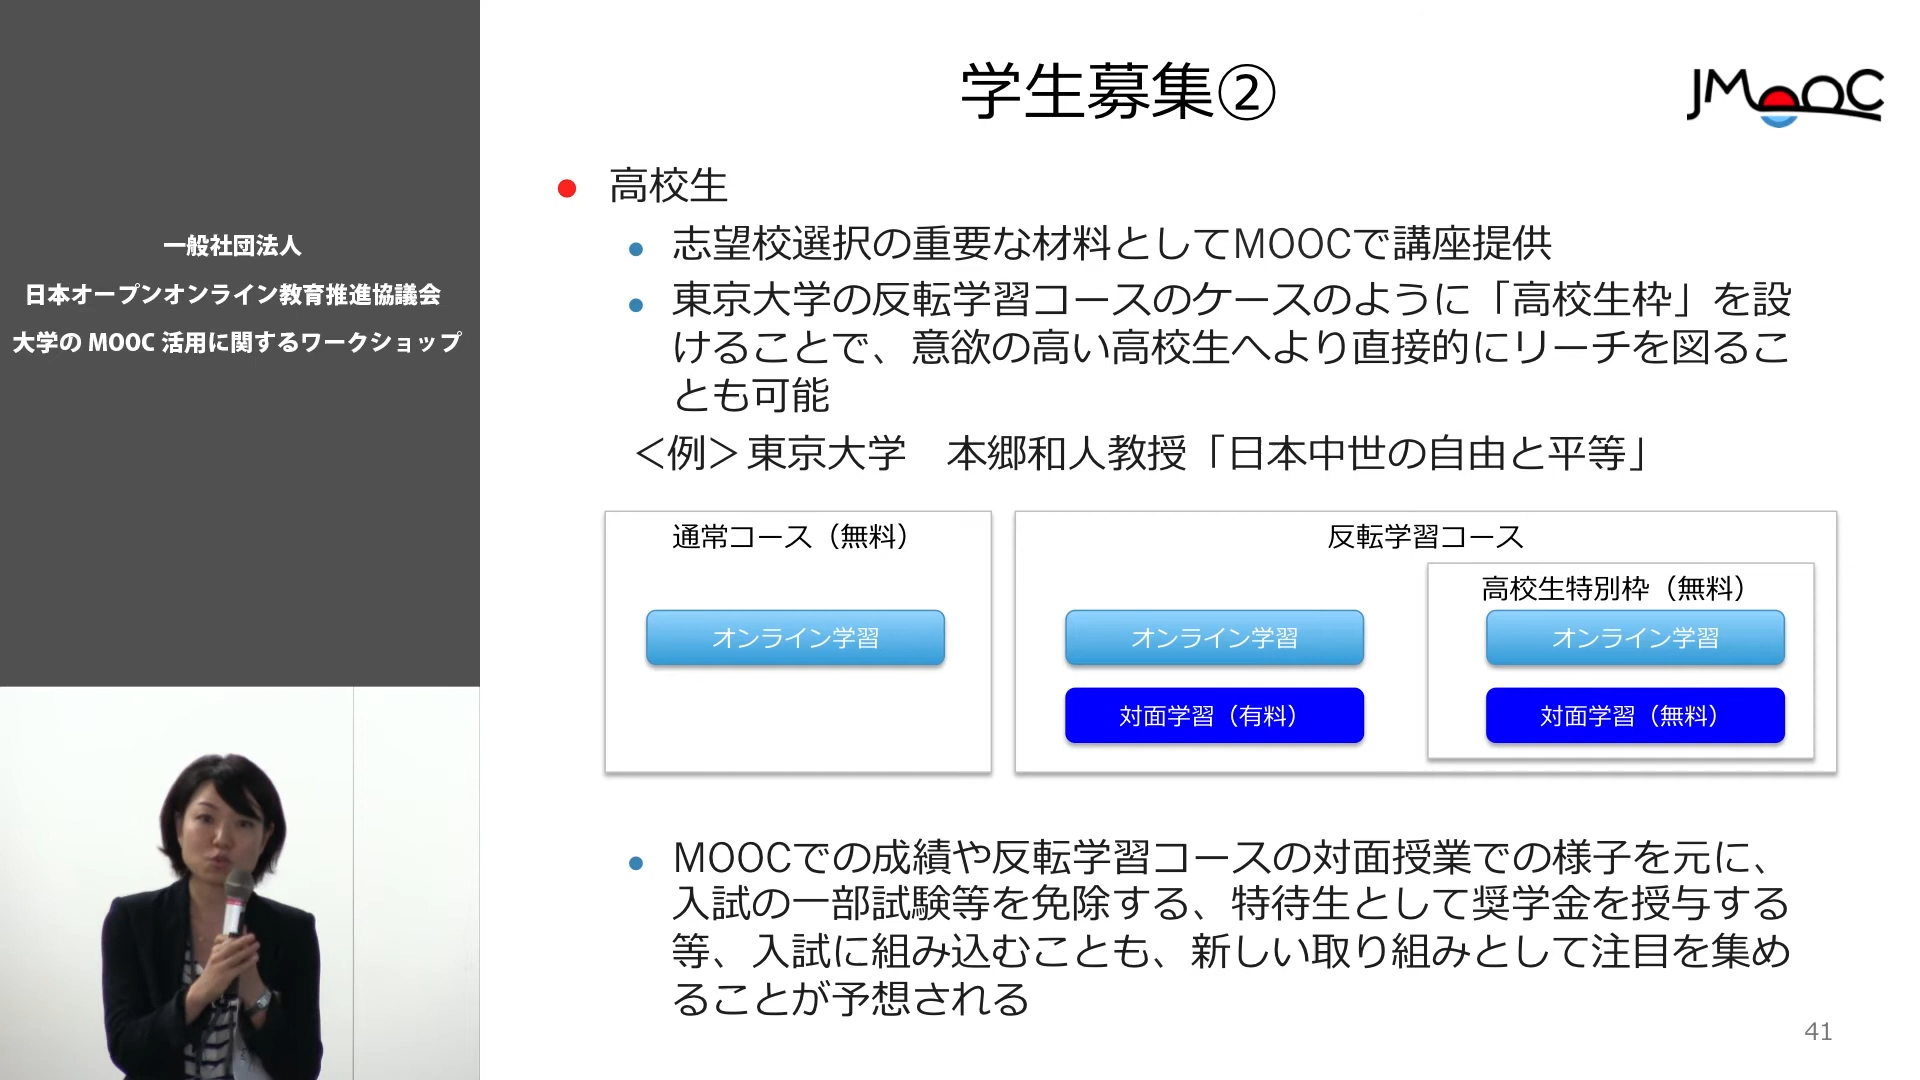 一般社団法人
日本オープンオンライン教育推進協議会
大学の MOOC 活用に関するワークショップ
学生募集②
JMOOC
高校生
志望校選択の重要な材料としてMOOCで講座提供
東京大学の反転学習コースのケースのように「高校生枠」を設
けることで、意欲の高い高校生へより直接的にリーチを図るこ
とも可能
＜例＞東京大学　本郷和人教授「日本中世の自由と平等」
通常コース（無料）
オンライン学習
反転学習コース
オンライン学習
対面学習（有料）
高校生特別枠（無料）
オンライン学習
対面学習（無料）
MOOCでの成績や反転学習コースの対面授業での様子を元に、
入試の一部試験等を免除する、特待生として奨学金を授与する
等、入試に組み込むことも、新しい取り組みとして注目を集め
ることが予想される
41